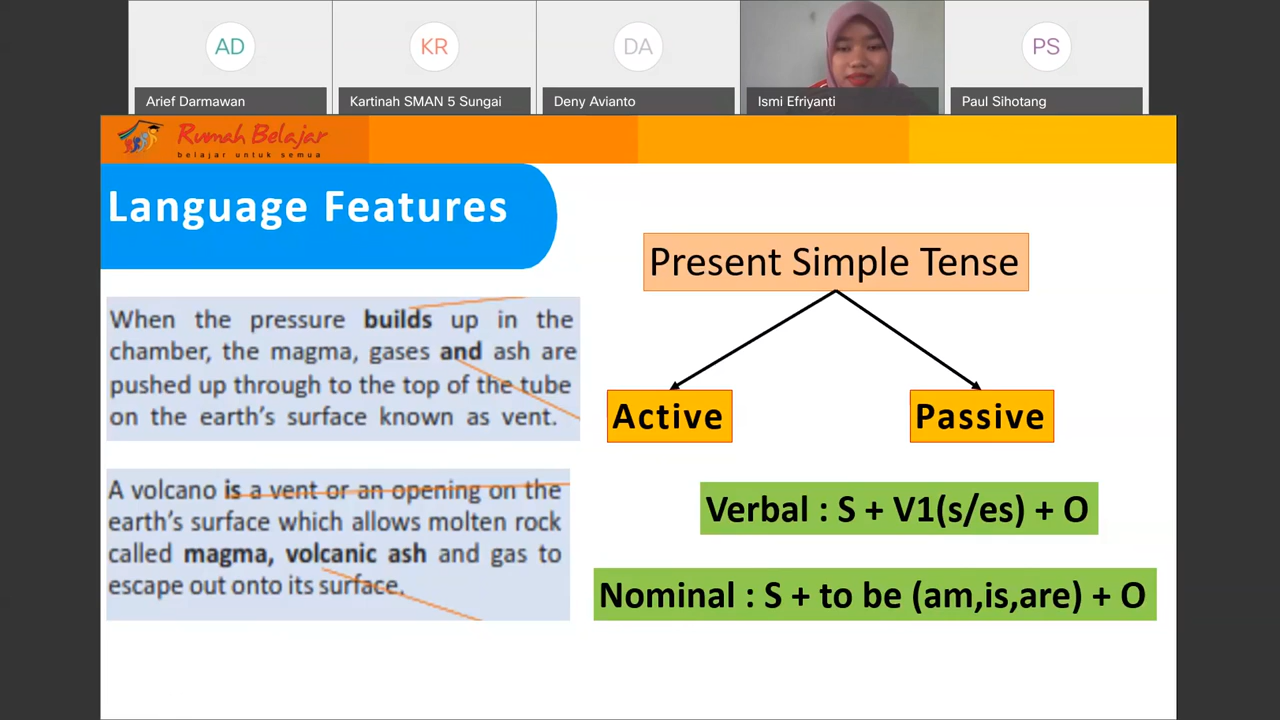 AD
KR
DA
PS
Arief Darmawan
Kartinah SMAN 5 Sungai
Deny Avianto
Ismi Efriyanti
Paul Sihotang
Rumah Belajar
belajar untuk semua
Language Features
When the pressure builds up in the
chamber, the magma, gases and ash are
pushed up through to the top of the tube
on the earth's surface known as vent.
A volcano is a vent or an opening on the
earth's surface which allows molten rock
called magma, volcanic ash and gas to
escape out onto its surface.
Present Simple Tense
Active
Passive
Verbal : S + V1(s/es) + O
Nominal : S + to be (am,is,are) + O